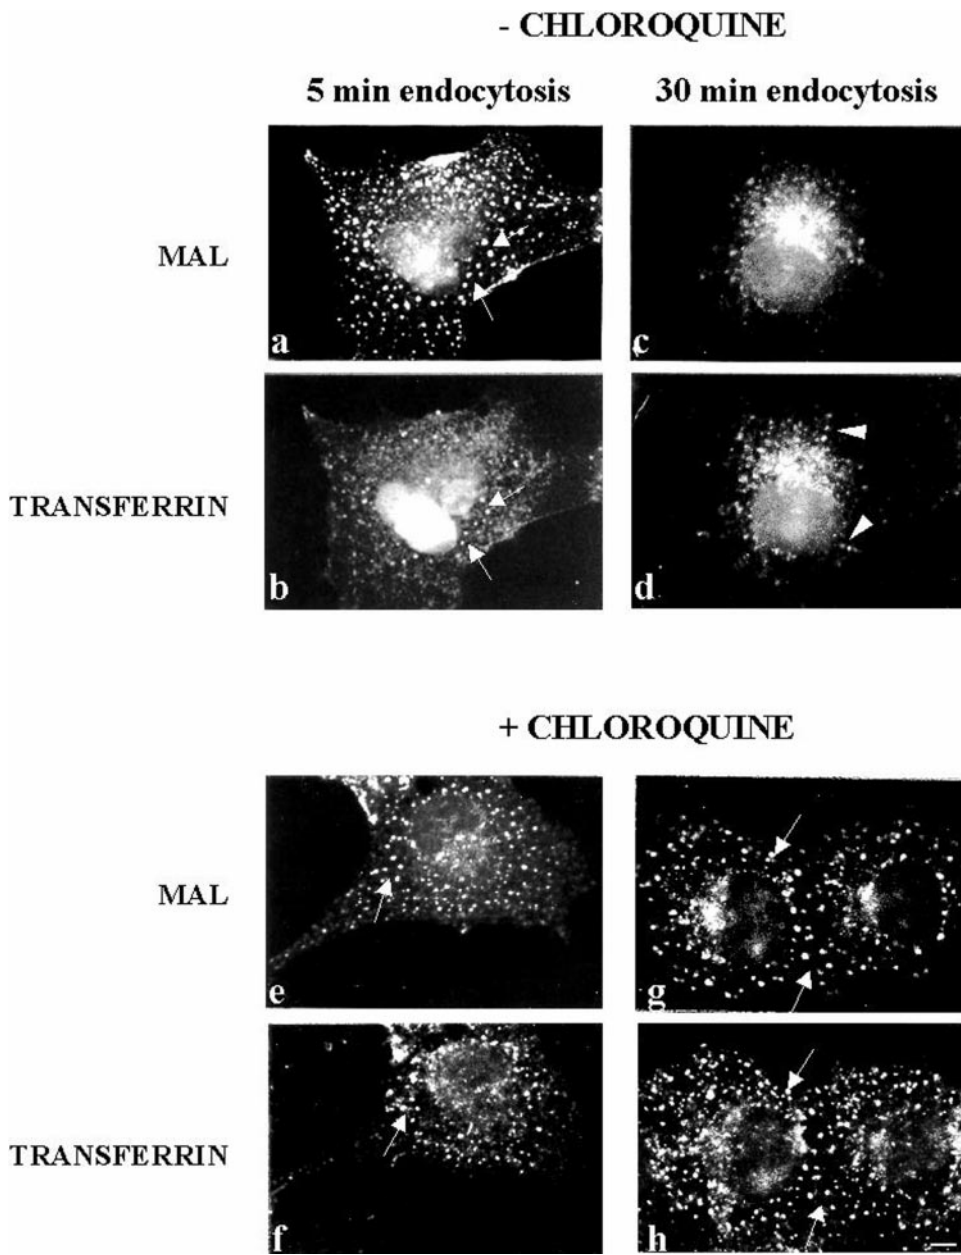 - CHLOROQUINE
5 min endocytosis 30 min endocytosis
MAL
a c
TRANSFERRIN
b d
+ CHLOROQUINE
MAL
e g
TRANSFERRIN
f h